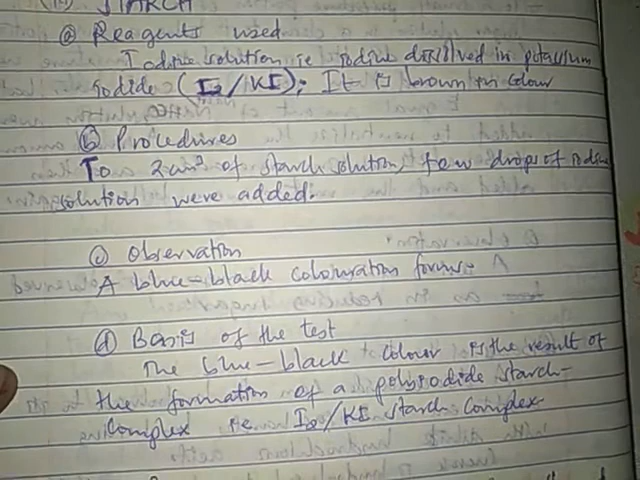 STARCH
(a) Reagents used
Iodine solution ie iodine dissolved in potassium
iodide (I2/KI); It is brown in colour
(b) Procedures
To 2cm3 of starch solution, few drops of iodine
solution were added.
(c) Observation
A blue-black colouration forms
(d) Basis of the test
The blue-black colour is the result of
the formation of a polyiodide starch-
complex ie I2/KI starch complex